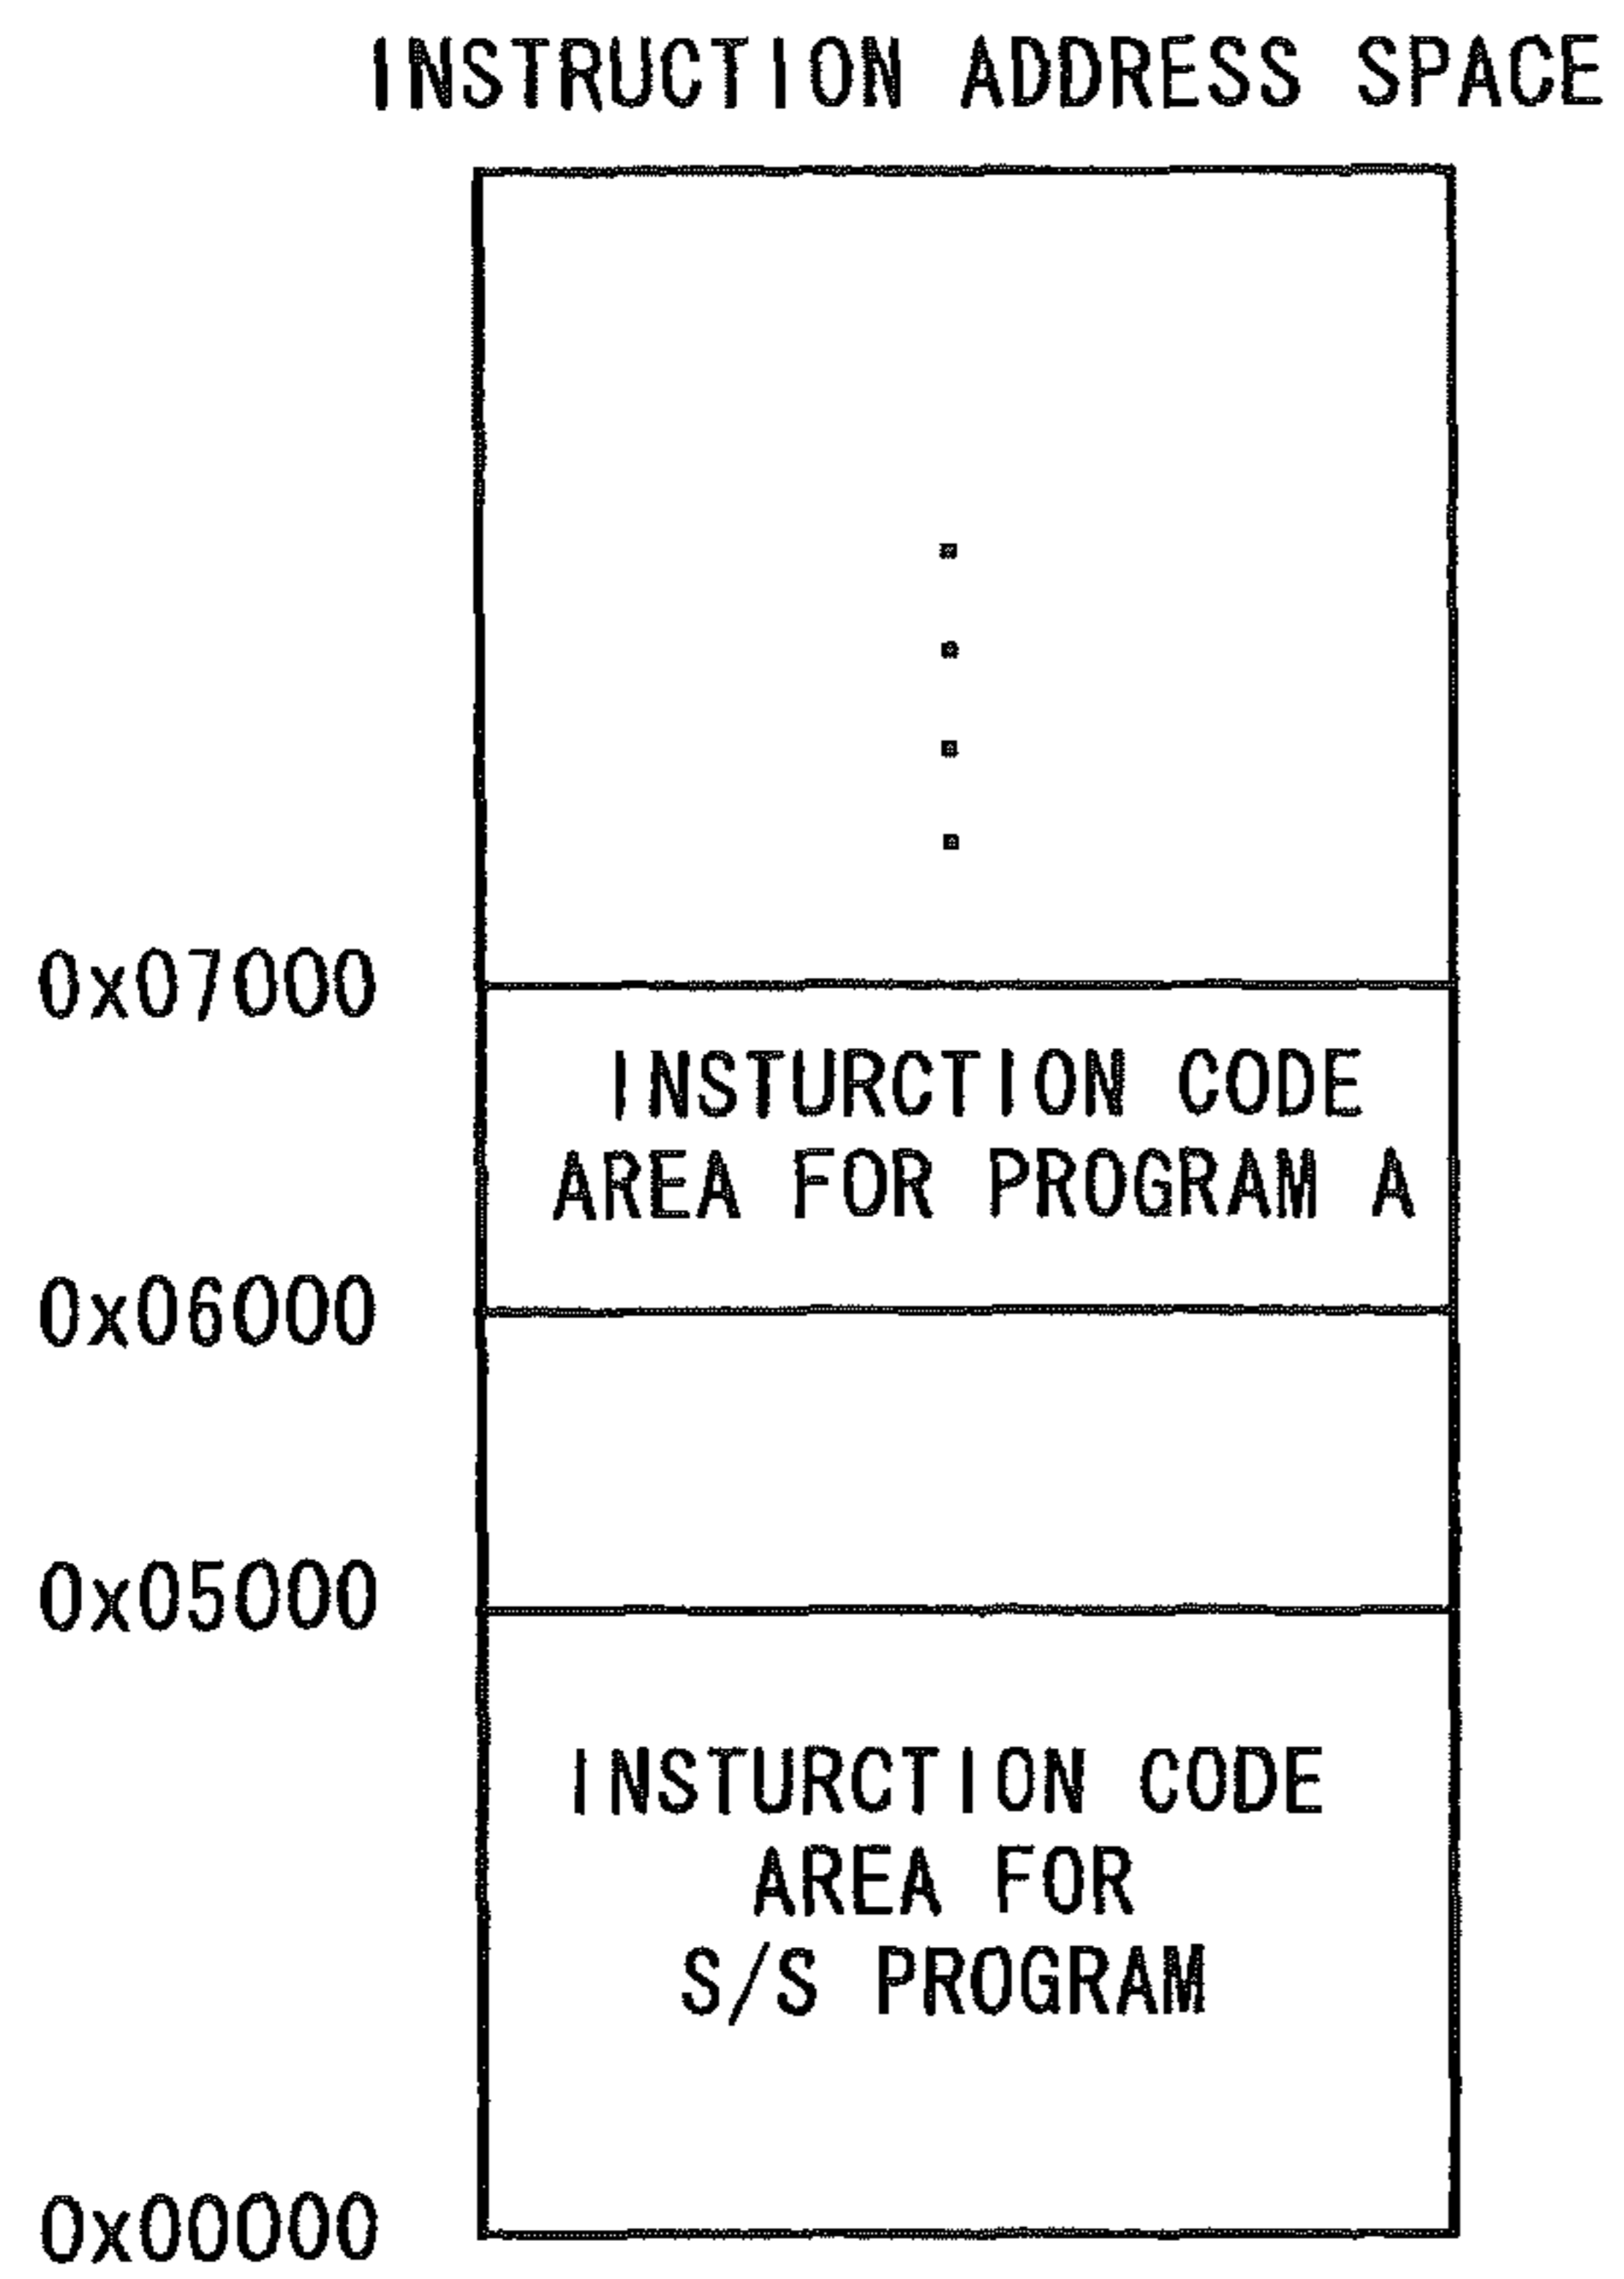 INSTRUCTION ADDRESS SPACE
0x07000
INSTURCTION CODE
AREA FOR PROGRAM A
0x06000
0x05000
INSTURCTION CODE
AREA FOR
S/S PROGRAM
0x00000